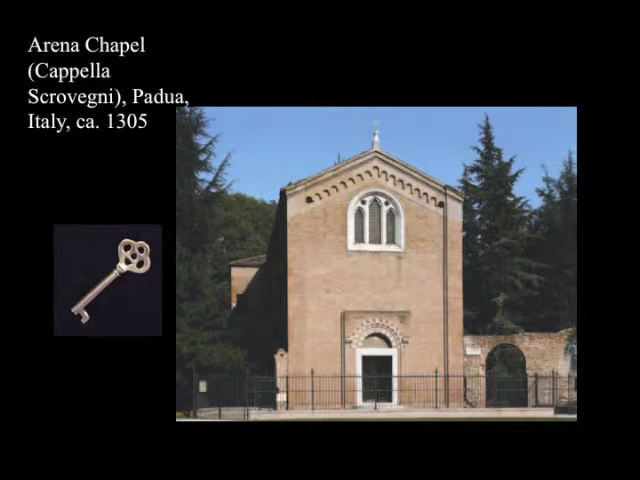 Arena Chapel
(Cappella
Scrovegni), Padua,
Italy, ca. 1305